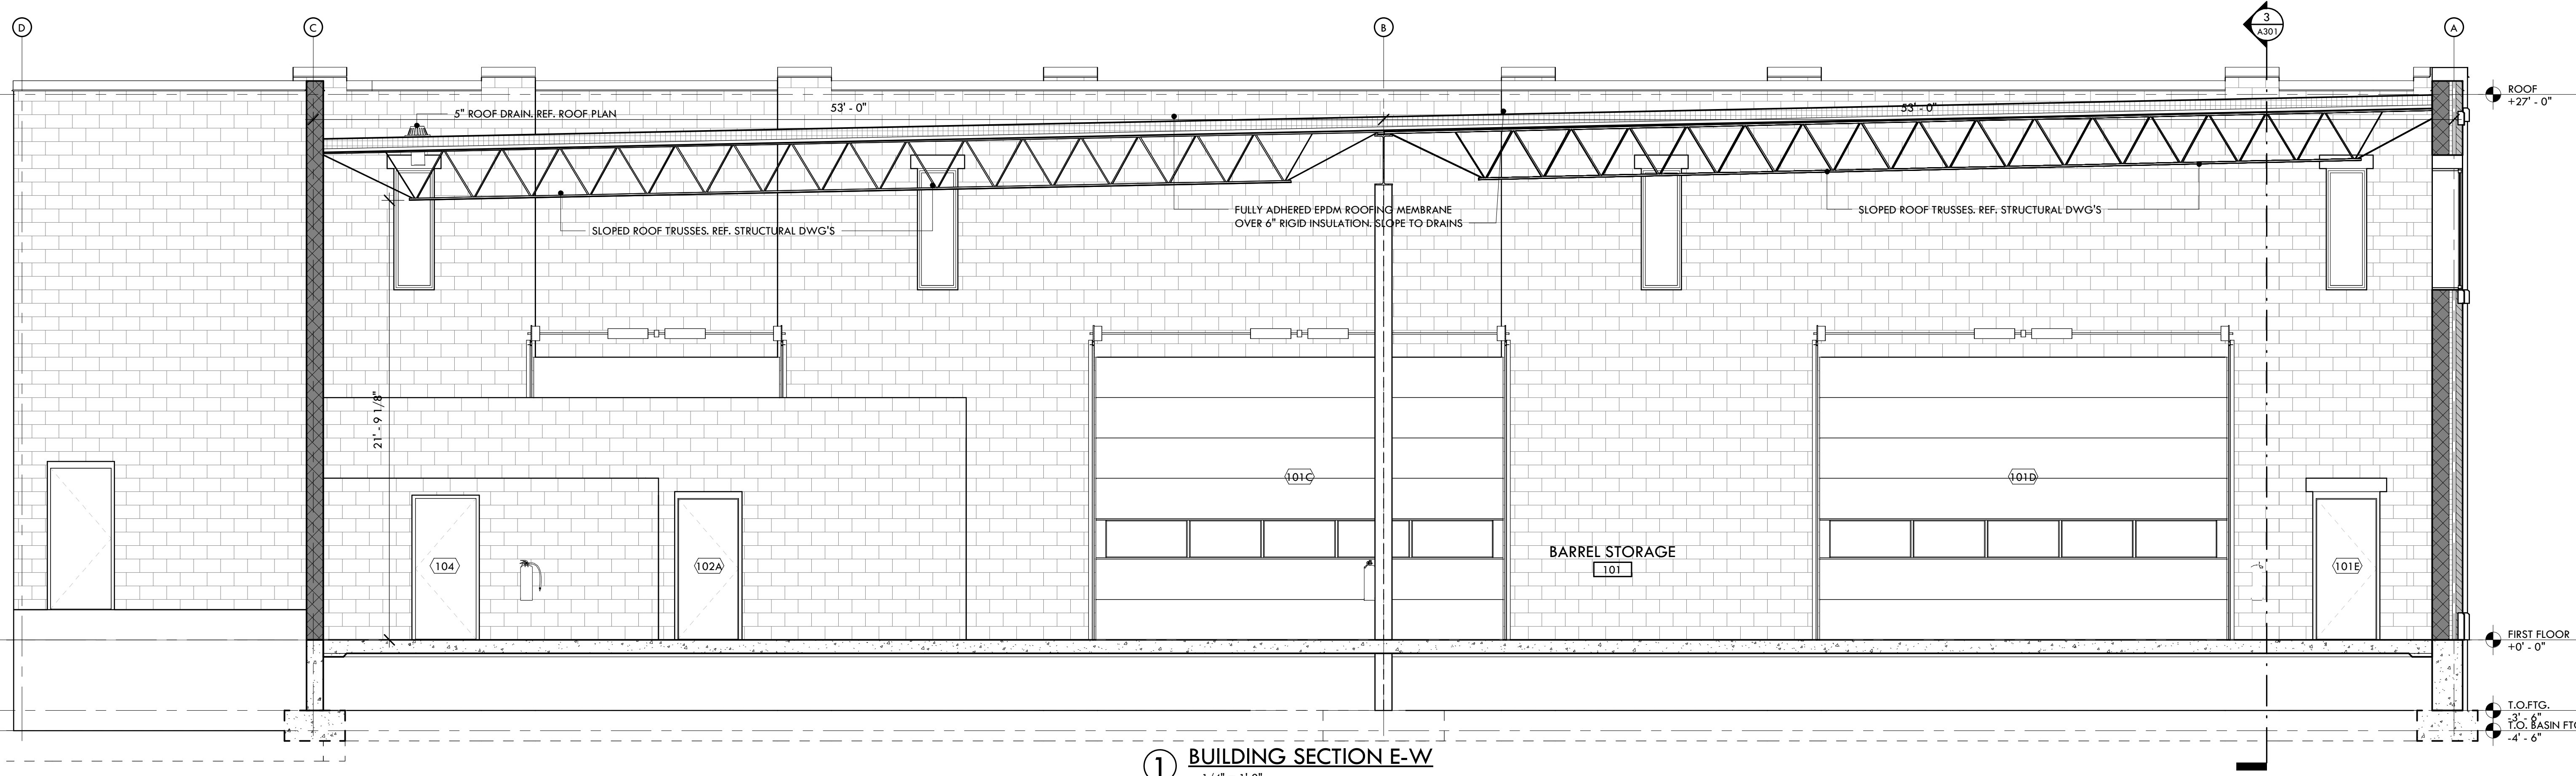 D
C
B
3
A301
A
ROOF
+27' - 0"
53' - 0"
53' - 0"
5" ROOF DRAIN. REF. ROOF PLAN
FULLY ADHERED EPDM ROOFING MEMBRANE
OVER 6" RIGID INSULATION. SLOPE TO DRAINS
SLOPED ROOF TRUSSES. REF. STRUCTURAL DWG'S
SLOPED ROOF TRUSSES. REF. STRUCTURAL DWG'S
21' - 9 1/8"
101C
101D
BARREL STORAGE
101
104
102A
101E
FIRST FLOOR
+0' - 0"
T.O.FTG.
-3' - 6"
T.O. BASIN FTG
-4' - 6"
1
BUILDING SECTION E-W